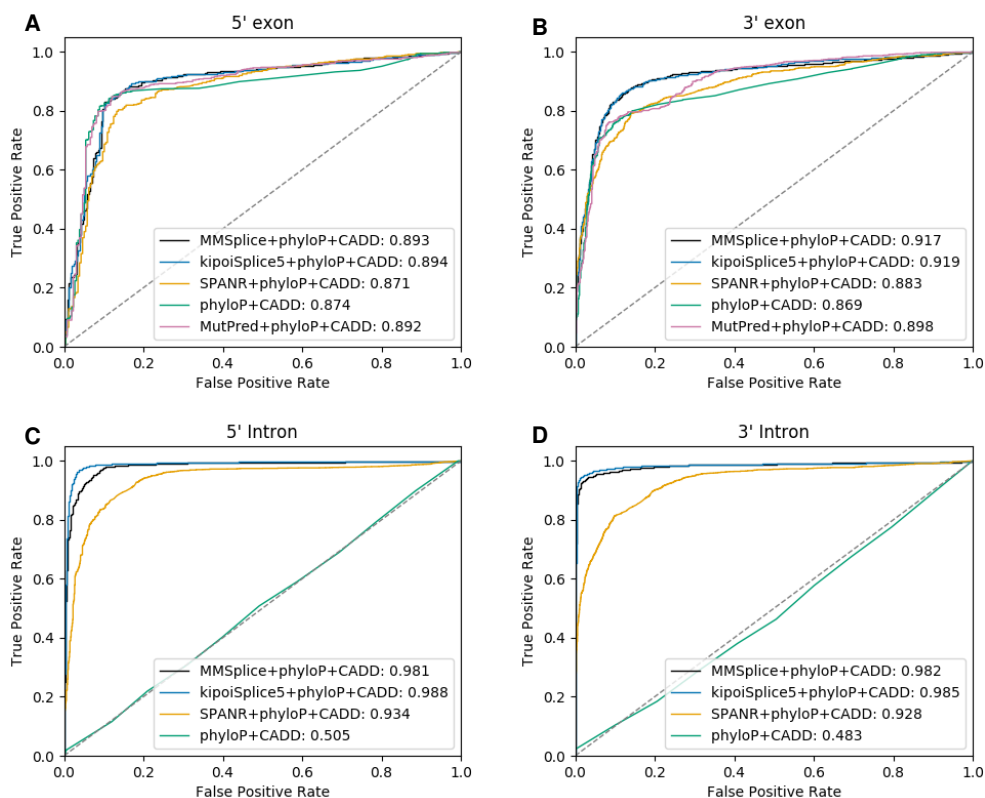 A
5' exon
True Positive Rate
1.0
0.8
0.6
0.4
0.2
0.0
MMSplice+phyloP+CADD: 0.893
kipoiSplice5+phyloP+CADD: 0.894
SPANR+phyloP+CADD: 0.871
phyloP+CADD: 0.874
MutPred+phyloP+CADD: 0.892
0.0 0.2 0.4 0.6 0.8 1.0
False Positive Rate
B
3' exon
True Positive Rate
1.0
0.8
0.6
0.4
0.2
0.0
MMSplice+phyloP+CADD: 0.917
kipoiSplice5+phyloP+CADD: 0.919
SPANR+phyloP+CADD: 0.883
phyloP+CADD: 0.869
MutPred+phyloP+CADD: 0.898
0.0 0.2 0.4 0.6 0.8 1.0
False Positive Rate
C
5' Intron
True Positive Rate
1.0
0.8
0.6
0.4
0.2
0.0
MMSplice+phyloP+CADD: 0.981
kipoiSplice5+phyloP+CADD: 0.988
SPANR+phyloP+CADD: 0.934
phyloP+CADD: 0.505
0.0 0.2 0.4 0.6 0.8 1.0
False Positive Rate
D
3' Intron
True Positive Rate
1.0
0.8
0.6
0.4
0.2
0.0
MMSplice+phyloP+CADD: 0.982
kipoiSplice5+phyloP+CADD: 0.985
SPANR+phyloP+CADD: 0.928
phyloP+CADD: 0.483
0.0 0.2 0.4 0.6 0.8 1.0
False Positive Rate